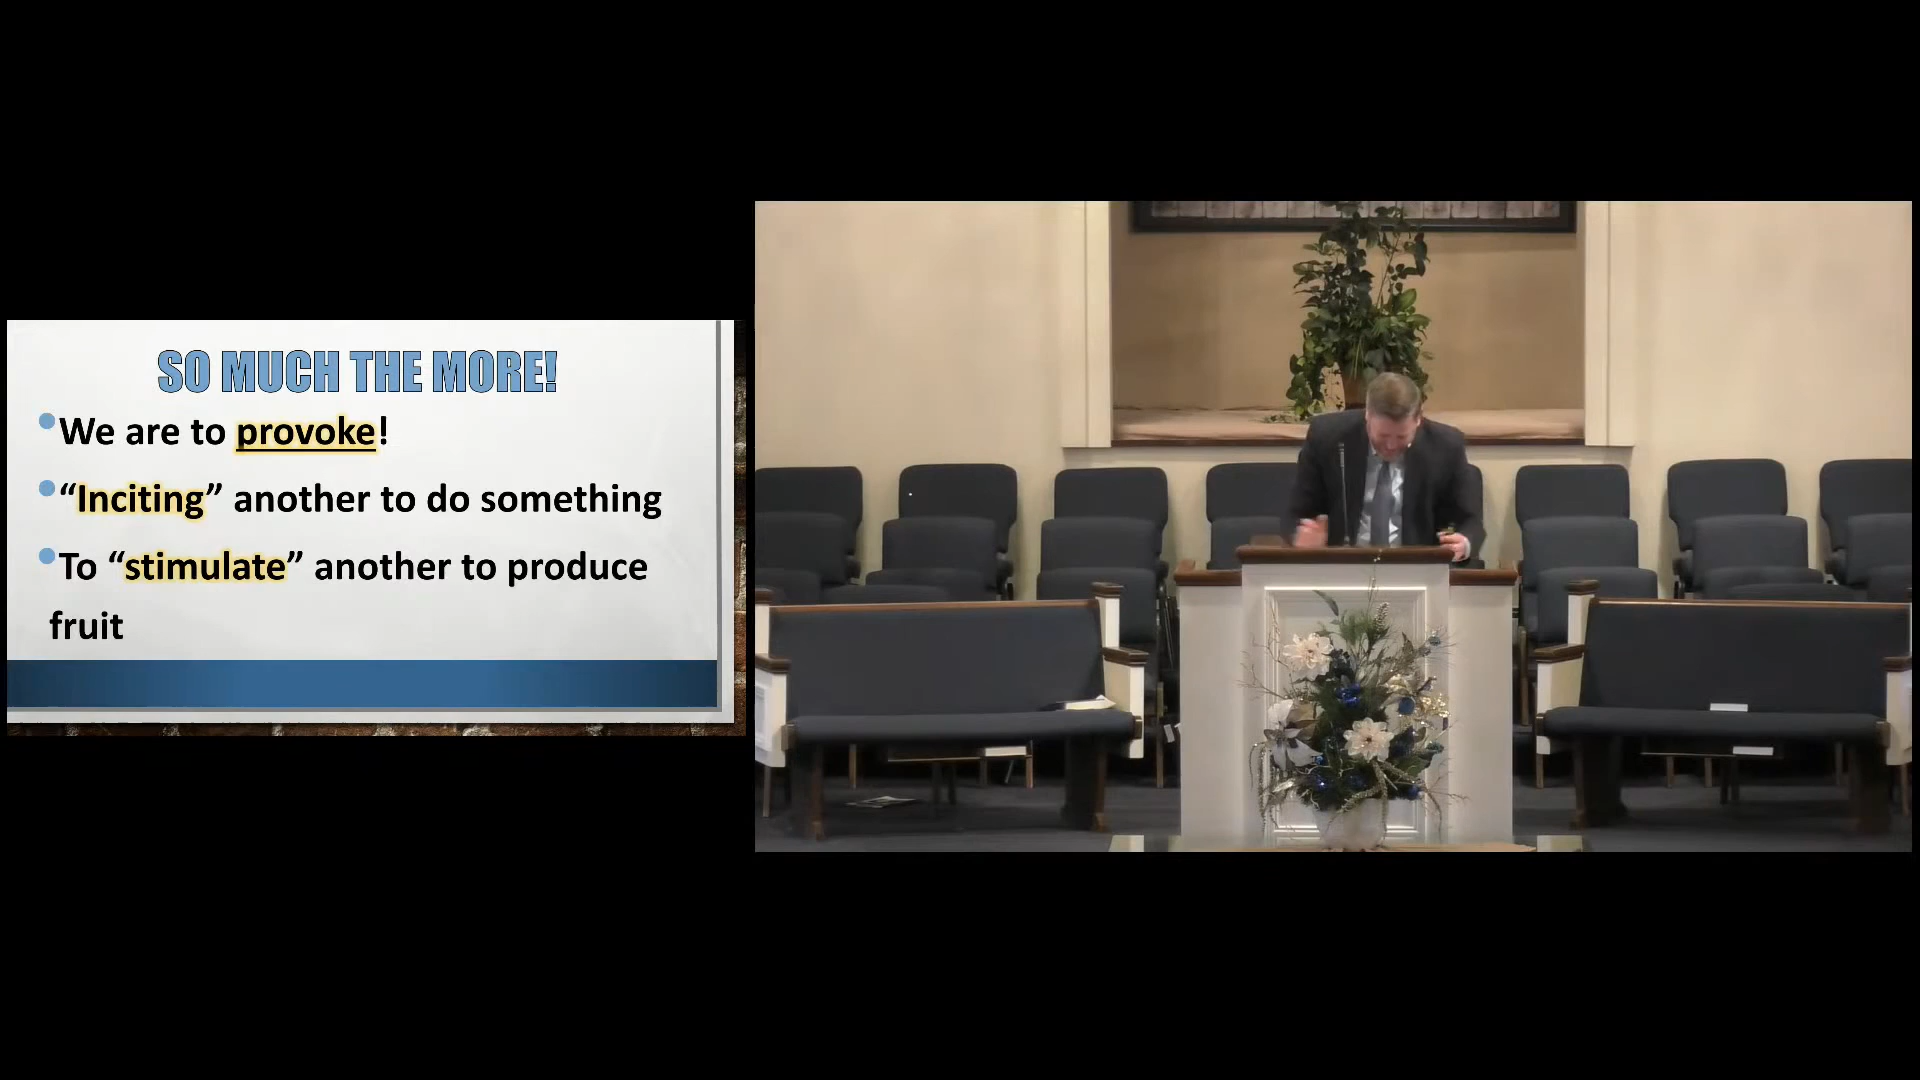 SO MUCH THE MORE!
•We are to provoke!
•“Inciting” another to do something
•To “stimulate” another to produce
fruit